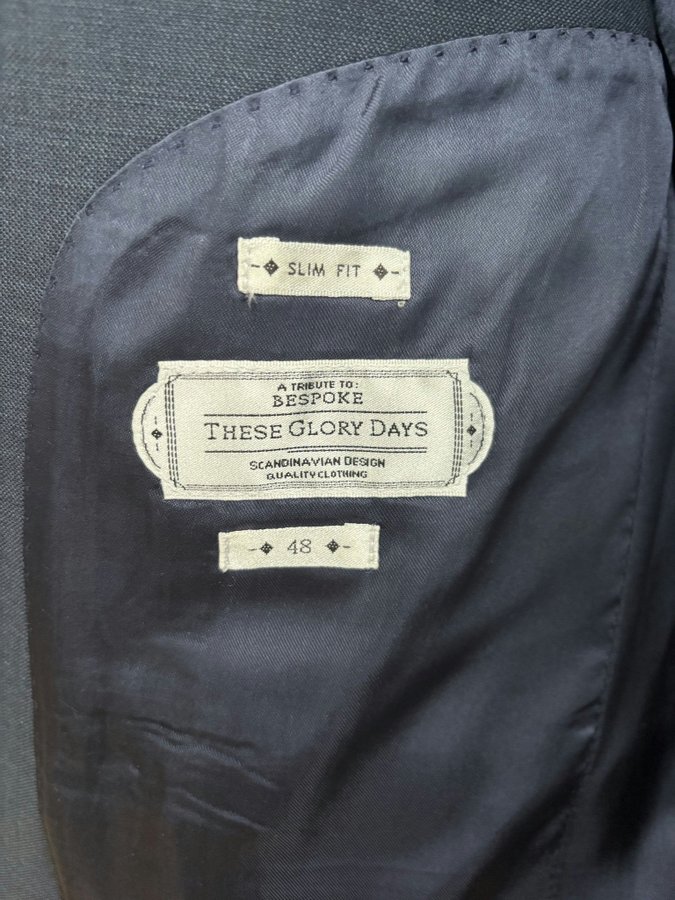 SLIM FIT
A TRIBUTE TO:
BESPOKE
THESE GLORY DAYS
SCANDINAVIAN DESIGN
QUALITY CLOTHING
48